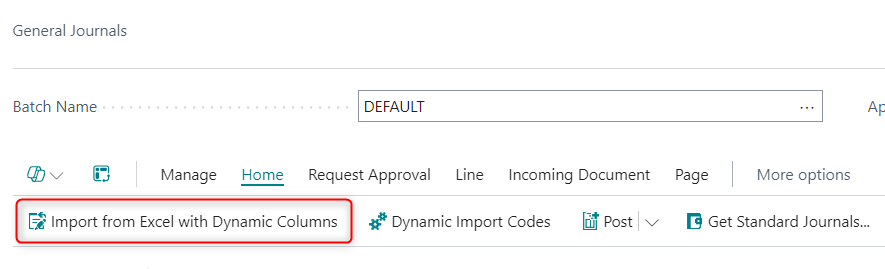 General Journals
Batch Name DEFAULT ... Ap
Manage Home Request Approval Line Incoming Document Page More options
Import from Excel with Dynamic Columns Dynamic Import Codes Post Get Standard Journals...